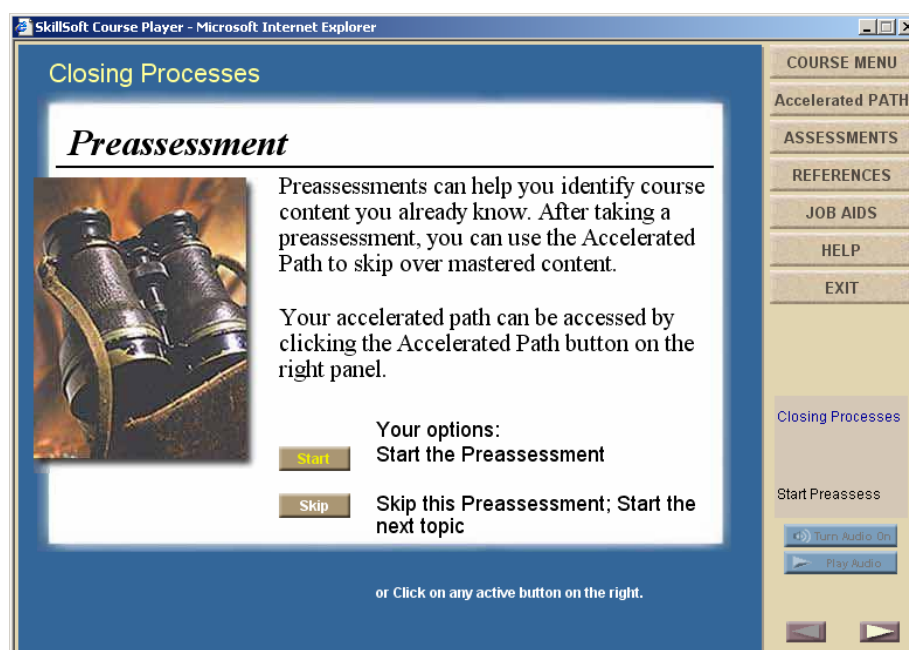 SkillSoft Course Player - Microsoft Internet Explorer
Closing Processes
Preassessment
Preassessments can help you identify course
content you already know. After taking a
preassessment, you can use the Accelerated
Path to skip over mastered content.
Your accelerated path can be accessed by
clicking the Accelerated Path button on the
right panel.
Your options:
Start
Start the Preassessment
Skip
Skip this Preassessment; Start the
next topic
or Click on any active button on the right.
COURSE MENU
Accelerated PATH
ASSESSMENTS
REFERENCES
JOB AIDS
HELP
EXIT
Closing Processes
Start Preassess
Turn Audio On
Play Audio